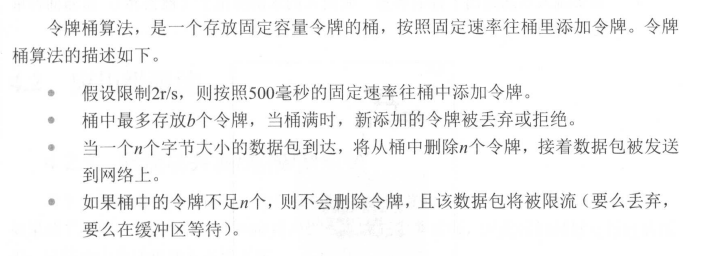 令牌桶算法，是一个存放固定容量令牌的桶，按照固定速率往桶里添加令牌。令牌
桶算法的描述如下。
• 假设限制2r/s，则按照500毫秒的固定速率往桶中添加令牌。
• 桶中最多存放b个令牌，当桶满时，新添加的令牌被丢弃或拒绝。
• 当一个n个字节大小的数据包到达，将从桶中删除n个令牌，接着数据包被发送
到网络上。
• 如果桶中的令牌不足n个，则不会删除令牌，且该数据包将被限流（要么丢弃，
要么在缓冲区等待）。